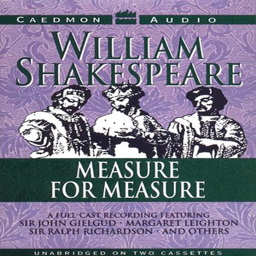 CAEDMON AUDIO
WILLIAM
SHAKESPEARE
MEASURE
FOR MEASURE
A FULL-CAST RECORDING FEATURING
SIR JOHN GIELGUD · MARGARET LEIGHTON
SIR RALPH RICHARDSON · AND OTHERS
UNABRIDGED ON TWO CASSETTES